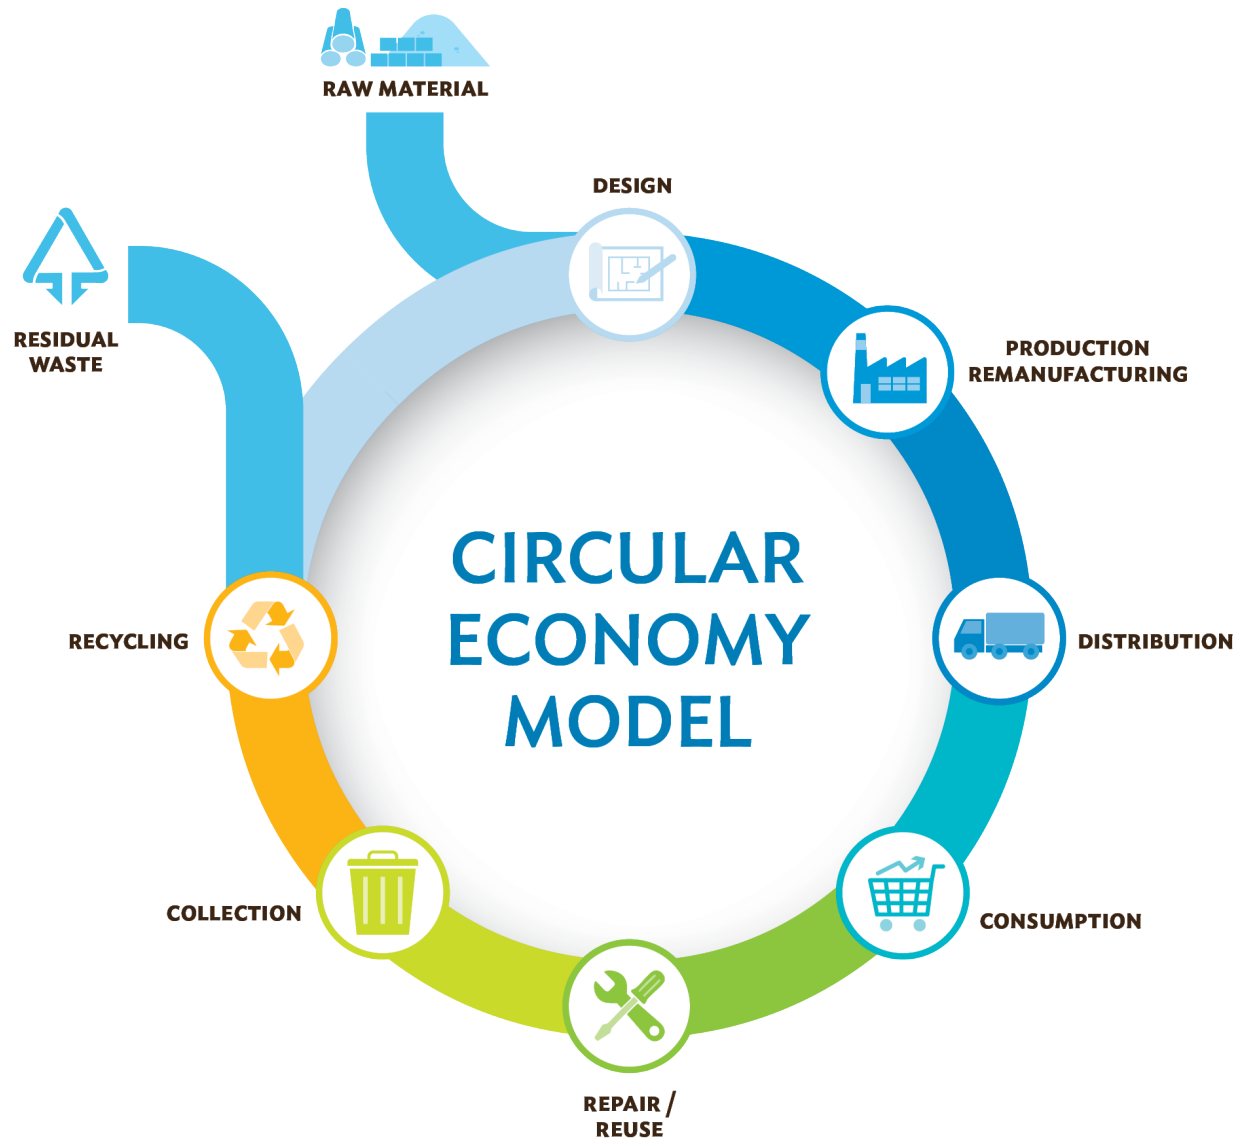 RAW MATERIAL
DESIGN
RESIDUAL
WASTE
PRODUCTION
REMANUFACTURING
CIRCULAR
ECONOMY
MODEL
RECYCLING
DISTRIBUTION
COLLECTION
CONSUMPTION
REPAIR /
REUSE